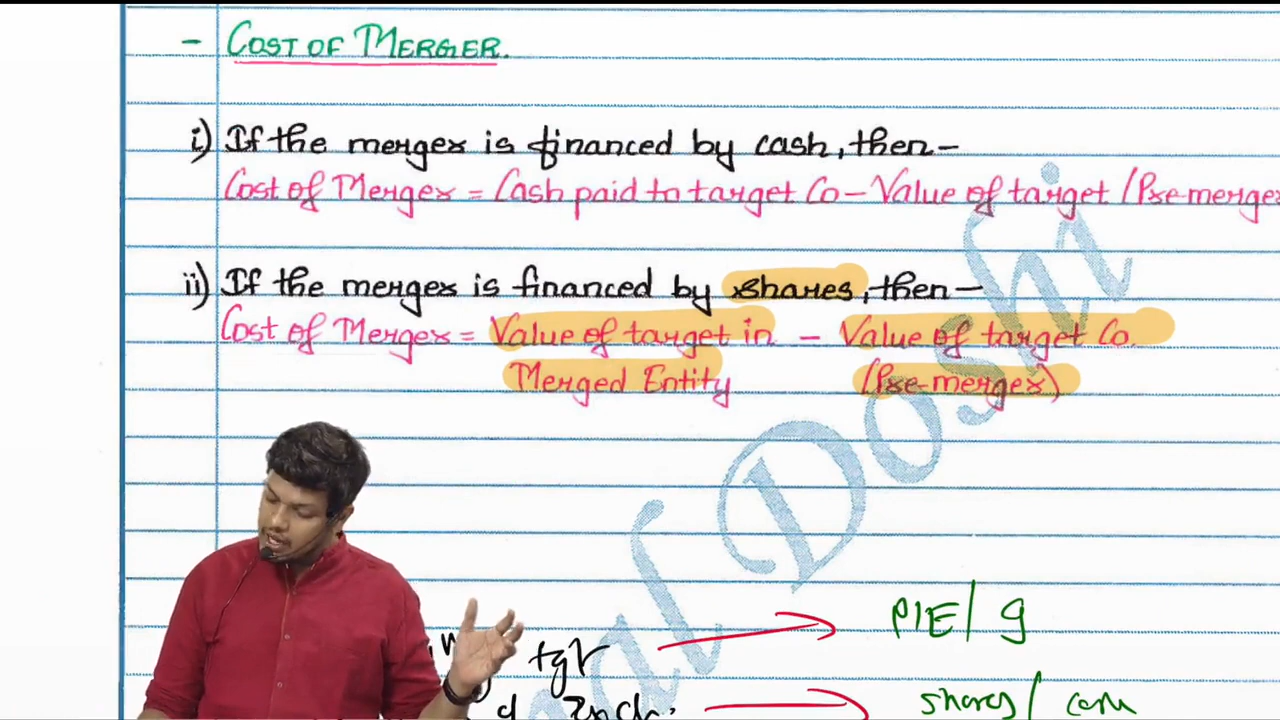 - COST OF MERGER.
i) If the merger is financed by cash, then -
Cost of Merger = Cash paid to target Co - Value of target (Pre-merger
ii) If the merger is financed by shares, then -
Cost of Merger = Value of target in - Value of target Co.
Merged Entity (Pre-merger)
tgt P/E / g
shares / cash
Doshi